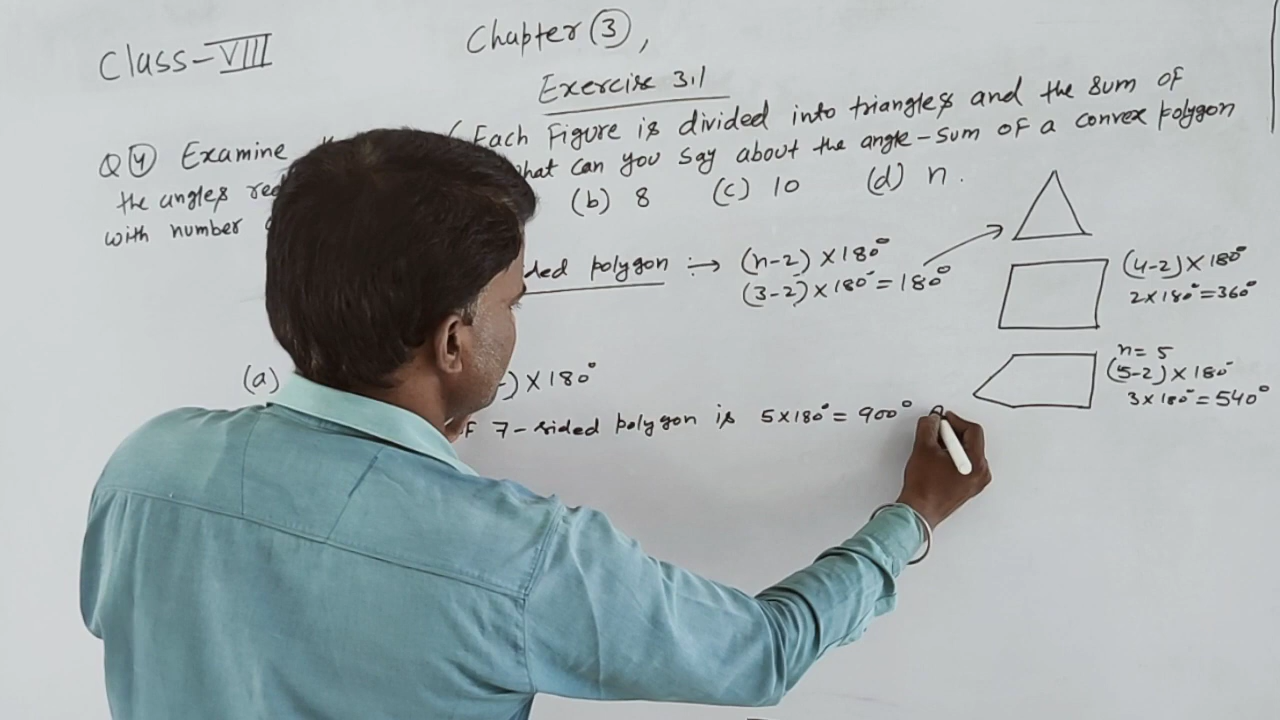 Class-VIII
Chapter (3),
Exercise 3.1
Q(4) Examine Each Figure is divided into triangles and the sum of
the angles what can you say about the angle-sum of a convex polygon
with number (b) 8 (c) 10 (d) n.
polygon :→ (n-2) × 180°
(3-2) × 180° = 180°
(4-2) × 180°
2 × 180° = 360°
n = 5
(5-2) × 180°
3 × 180° = 540°
(a) ) × 180°
7-sided polygon is 5 × 180° = 900°